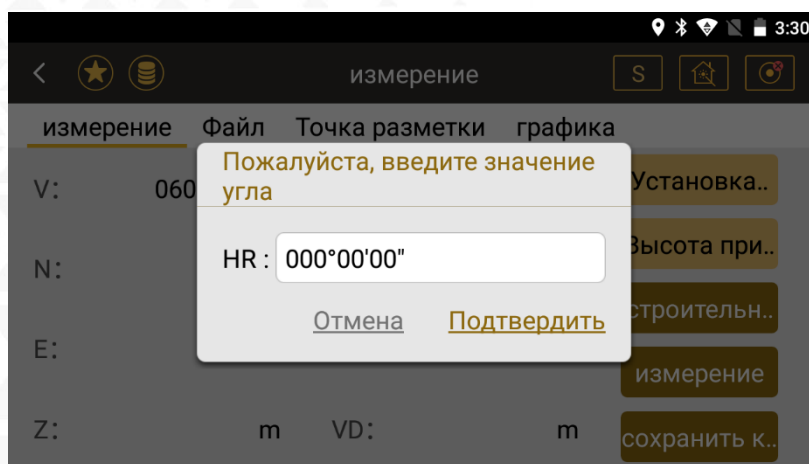 3:30
измерение
S
измерение Файл Точка разметки графика
Пожалуйста, введите значение
угла
V: 060
Установка..
HR : 000°00'00"
Высота при..
N:
Отмена Подтвердить
строительн..
E:
измерение
Z: m VD: m
сохранить к..